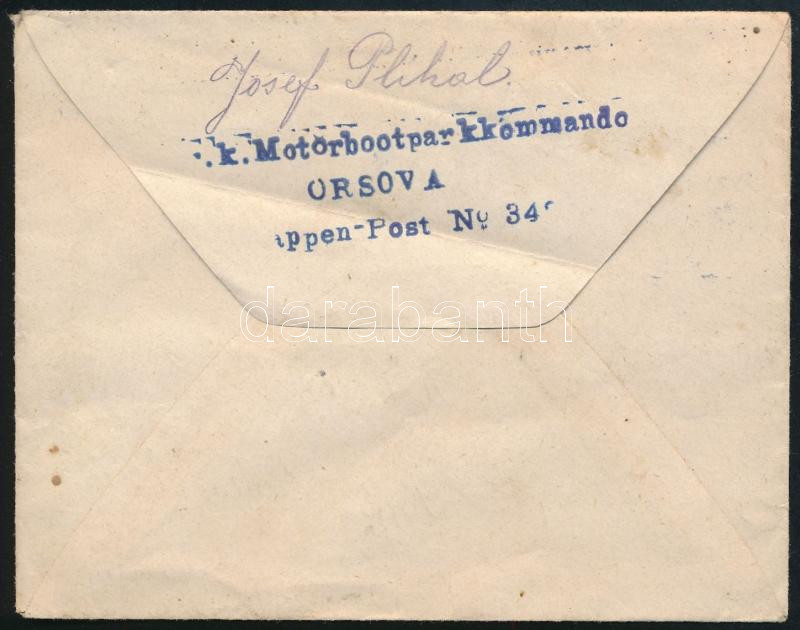 Josef Plihal.
.k. Motorbootparkkommando
ORSOVA
appen-Post No 34
darabanth